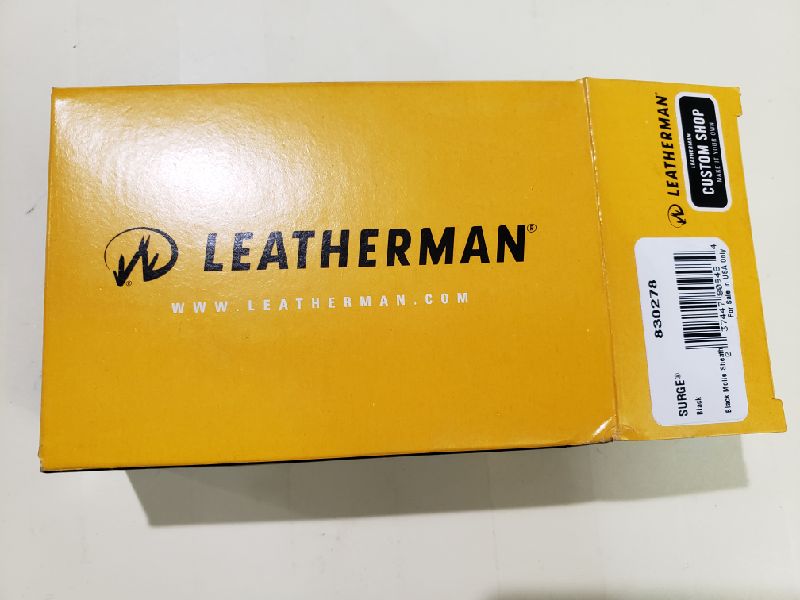 LEATHERMAN®
WWW.LEATHERMAN.COM
LEATHERMAN
LEATHERMAN
CUSTOM SHOP
MAKE IT YOUR OWN
830278
For Sale in USA Only
SURGE®
Black
Black Molle Sheath